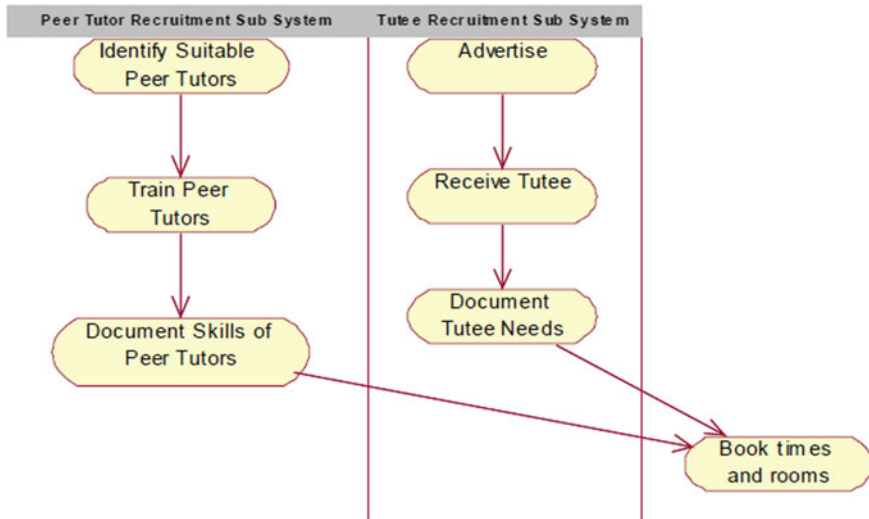 Peer Tutor Recruitment Sub System
Tutee Recruitment Sub System
Identify Suitable
Peer Tutors
Advertise
Train Peer
Tutors
Receive Tutee
Document Skills of
Peer Tutors
Document
Tutee Needs
Book times
and rooms